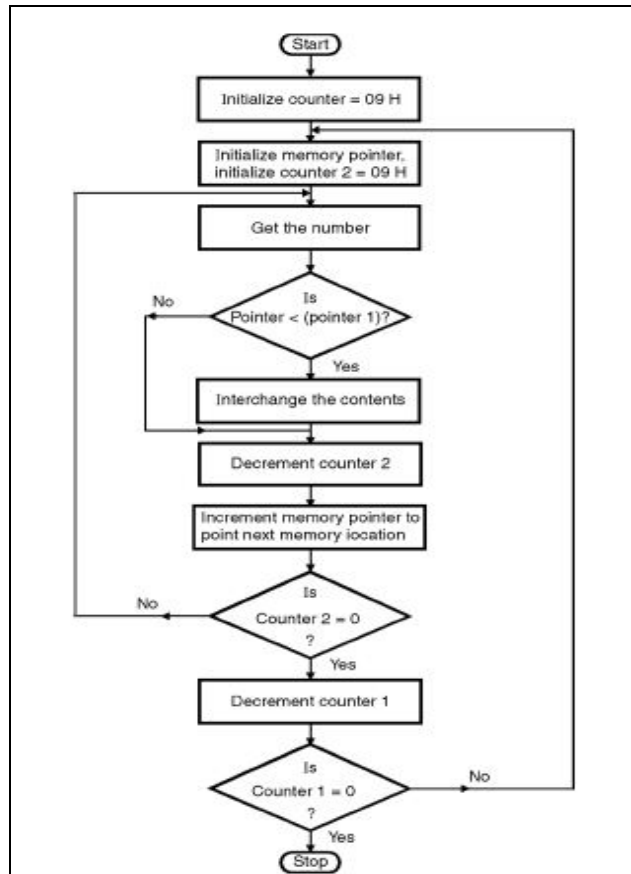 Start
Initialize counter = 09 H
Initialize memory pointer,
initialize counter 2 = 09 H
Get the number
Is
Pointer < (pointer 1)?
No
Yes
Interchange the contents
Decrement counter 2
Increment memory pointer to
point next memory iocation
Is
Counter 2 = 0
?
No
Yes
Decrement counter 1
Is
Counter 1 = 0
?
No
Yes
Stop